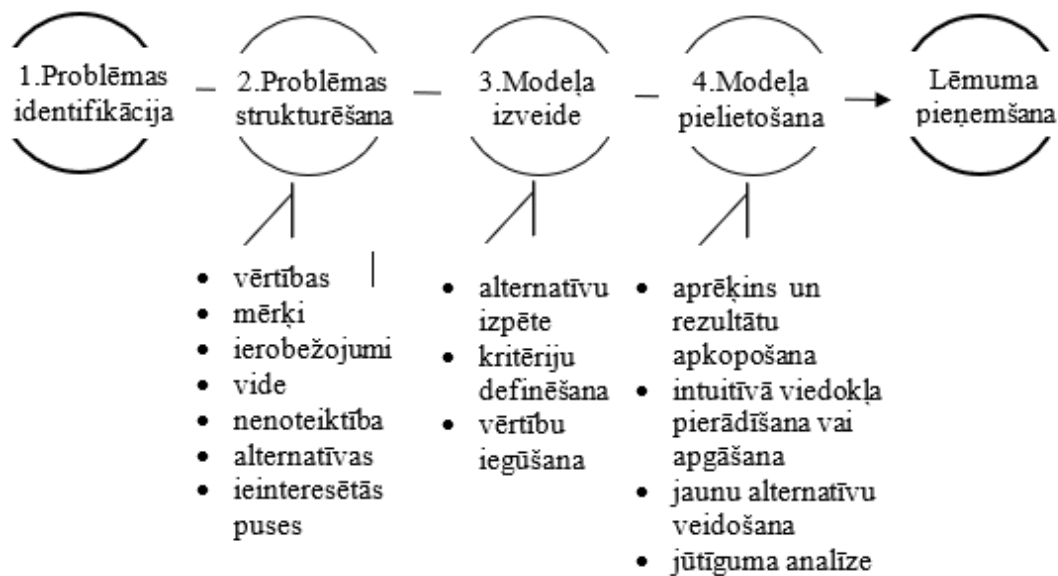 1.Problēmas
identifikācija
2.Problēmas
strukturēšana
3.Modeļa
izveide
4.Modeļa
pielietošana
Lēmuma
pieņemšana
• vērtības
• mērķi
• ierobežojumi
• vide
• nenoteiktība
• alternatīvas
• ieinteresētās
puses
• alternatīvu
izpēte
• kritēriju
definēšana
• vērtību
iegūšana
• aprēķins un
rezultātu
apkopošana
• intuitīvā viedokļa
pierādīšana vai
apgāšana
• jaunu alternatīvu
veidošana
• jūtīguma analīze